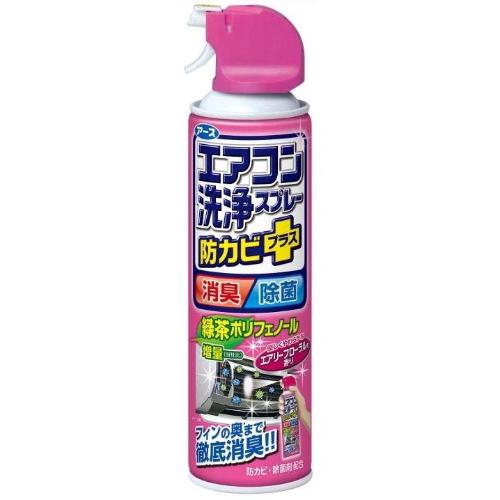 アース
エアコン
洗浄スプレー
防カビプラス
消臭 除菌
緑茶ポリフェノール
増量(当社比)
エアリーフローラルの
香り
フィンの奥まで
徹底消臭!!
防カビ・除菌剤配合